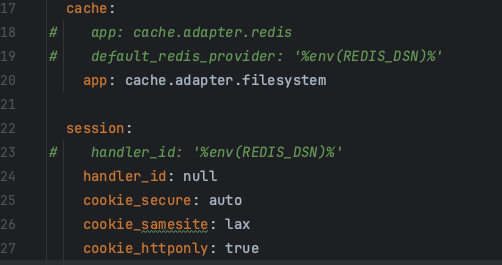 17 cache:
18 #    app: cache.adapter.redis
19 #    default_redis_provider: '%env(REDIS_DSN)%'
20   app: cache.adapter.filesystem
21
22 session:
23 #    handler_id: '%env(REDIS_DSN)%'
24   handler_id: null
25   cookie_secure: auto
26   cookie_samesite: lax
27   cookie_httponly: true